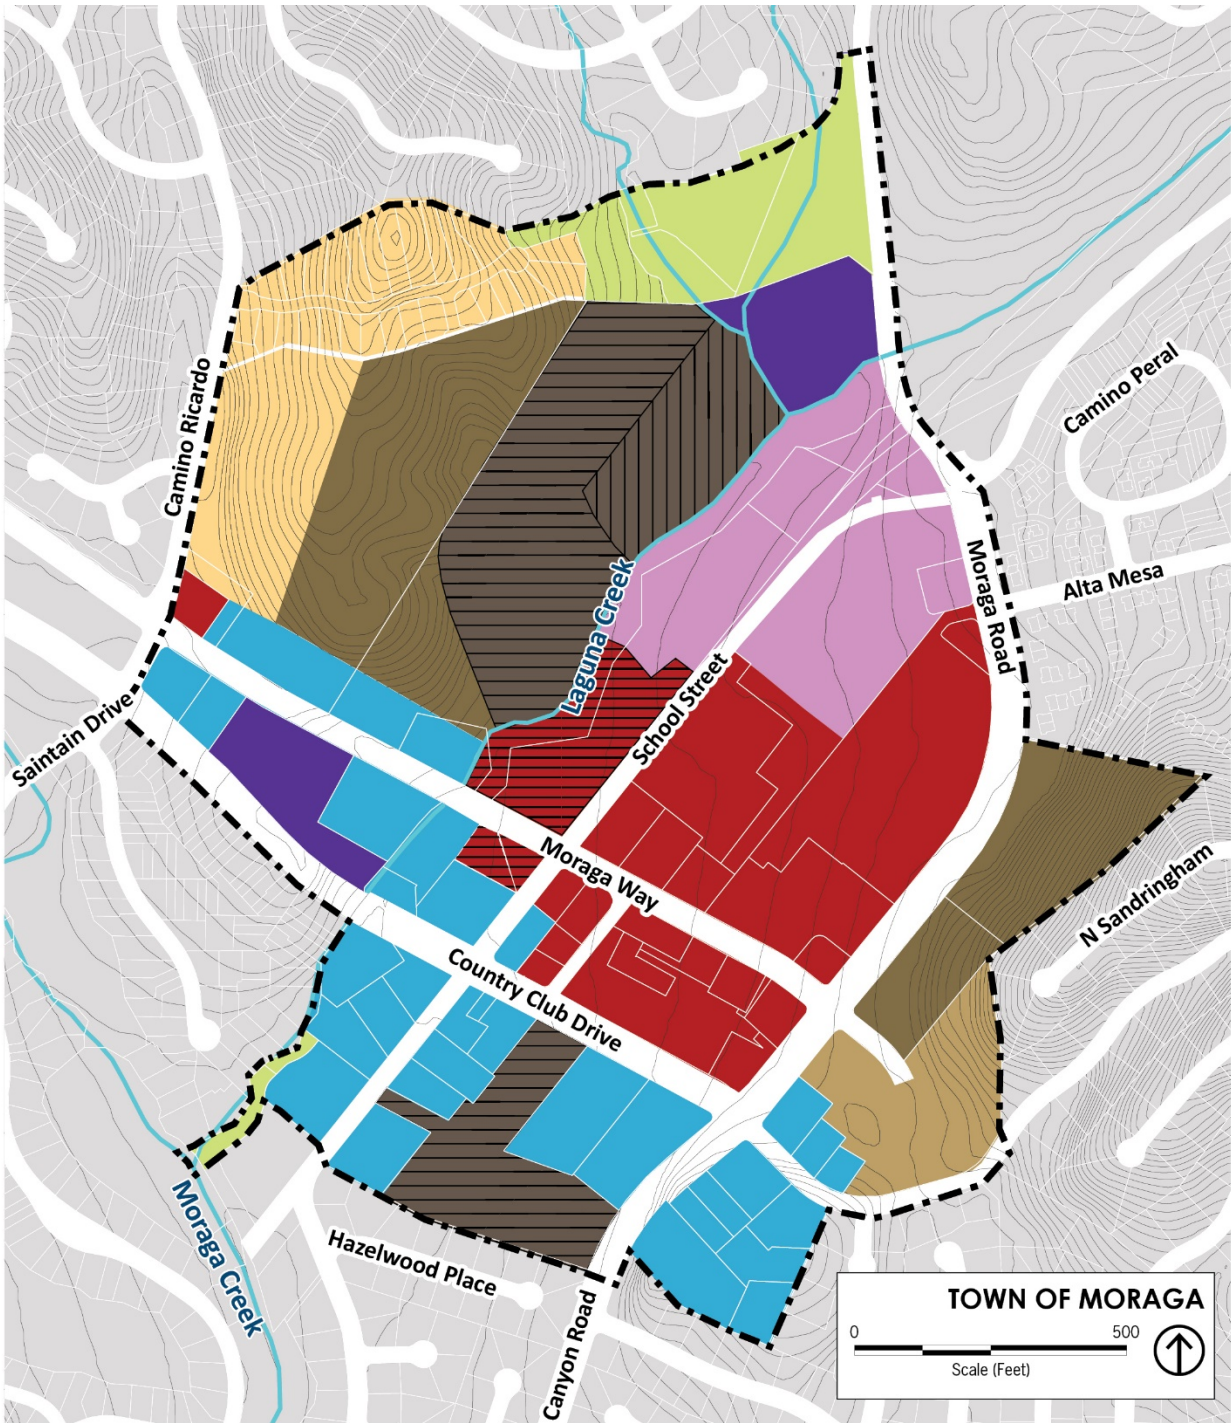 Camino Peral
Camino Ricardo
Moraga Road
Alta Mesa
Laguna Creek
School Street
Saintain Drive
Moraga Way
N Sandringham
Country Club Drive
Moraga Creek
Hazelwood Place
Canyon Road
TOWN OF MORAGA
0 500
Scale (Feet)